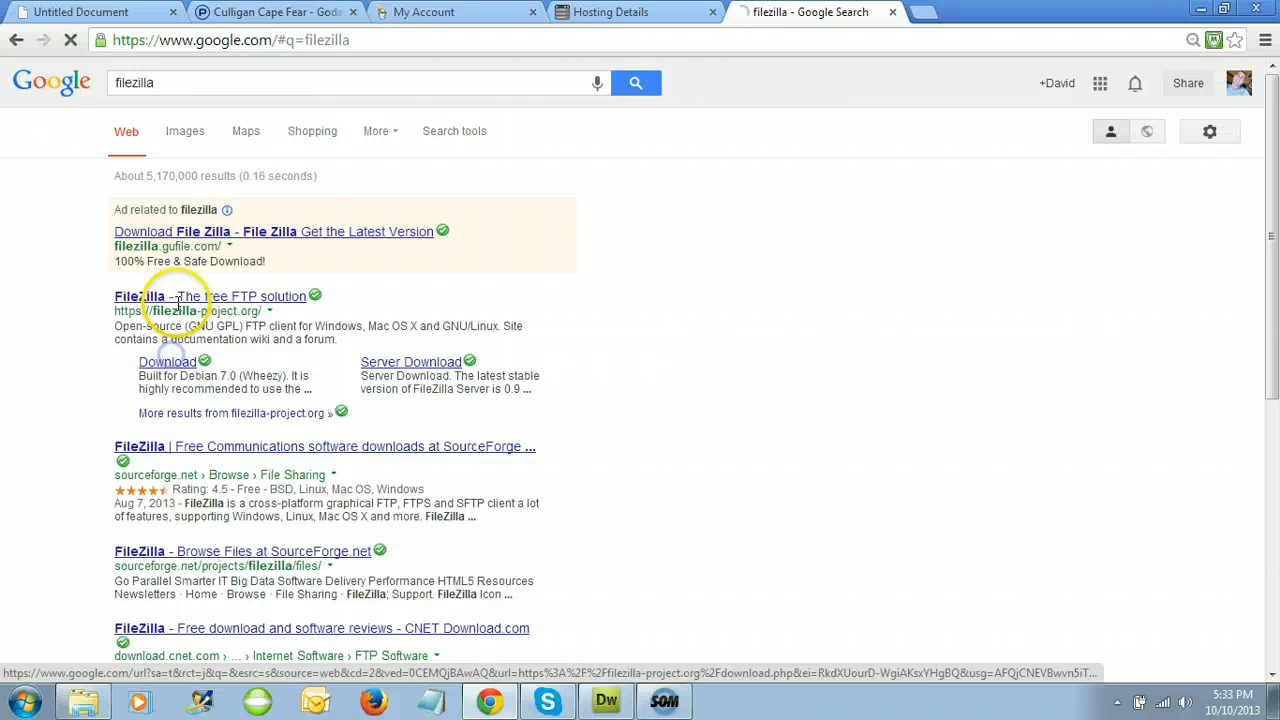 Untitled Document
Culligan Cape Fear - Goda
My Account
Hosting Details
filezilla - Google Search
https://www.google.com/#q=filezilla
Google
filezilla
+David
Share
Web
Images
Maps
Shopping
More
Search tools
About 5,170,000 results (0.16 seconds)
Ad related to filezilla
Download File Zilla - File Zilla Get the Latest Version
filezilla.gufile.com/
100% Free & Safe Download!
FileZilla - The free FTP solution
https://filezilla-project.org/
Open-source (GNU GPL) FTP client for Windows, Mac OS X and GNU/Linux. Site
contains a documentation wiki and a forum.
Download
Built for Debian 7.0 (Wheezy). It is
highly recommended to use the ...
Server Download
Server Download. The latest stable
version of FileZilla Server is 0.9 ...
More results from filezilla-project.org »
FileZilla | Free Communications software downloads at SourceForge ...
sourceforge.net › Browse › File Sharing
Rating: 4.5 - Free - BSD, Linux, Mac OS, Windows
Aug 7, 2013 - FileZilla is a cross-platform graphical FTP, FTPS and SFTP client a lot
of features, supporting Windows, Linux, Mac OS X and more. FileZilla ...
FileZilla - Browse Files at SourceForge.net
sourceforge.net/projects/filezilla/files/
Go Parallel Smarter IT Big Data Software Delivery Performance HTML5 Resources
Newsletters · Home · Browse · File Sharing · FileZilla; Support. FileZilla Icon ...
FileZilla - Free download and software reviews - CNET Download.com
download.cnet.com › ... › Internet Software › FTP Software
Dw
SOM
5:33 PM
10/10/2013